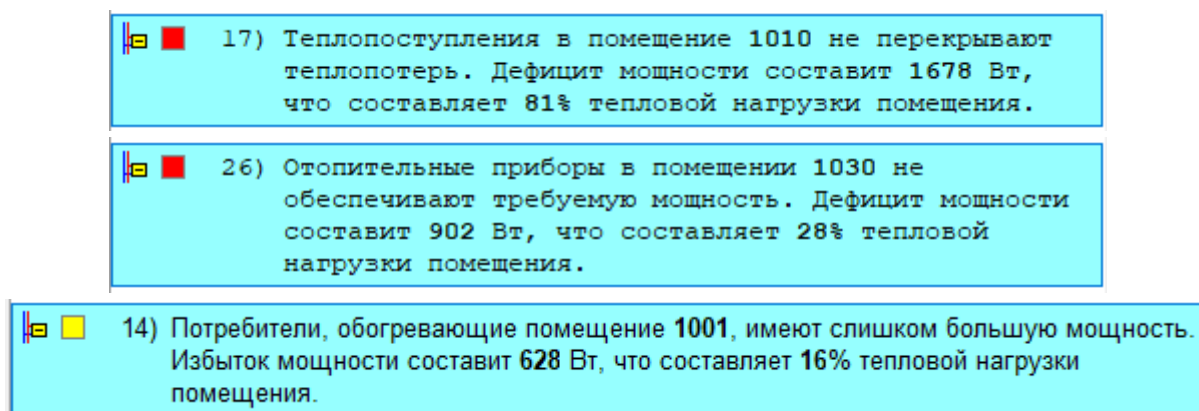 17) Теплопоступления в помещение 1010 не перекрывают
теплопотерь. Дефицит мощности составит 1678 Вт,
что составляет 81% тепловой нагрузки помещения.
26) Отопительные приборы в помещении 1030 не
обеспечивают требуемую мощность. Дефицит мощности
составит 902 Вт, что составляет 28% тепловой
нагрузки помещения.
14) Потребители, обогревающие помещение 1001, имеют слишком большую мощность.
Избыток мощности составит 628 Вт, что составляет 16% тепловой нагрузки
помещения.